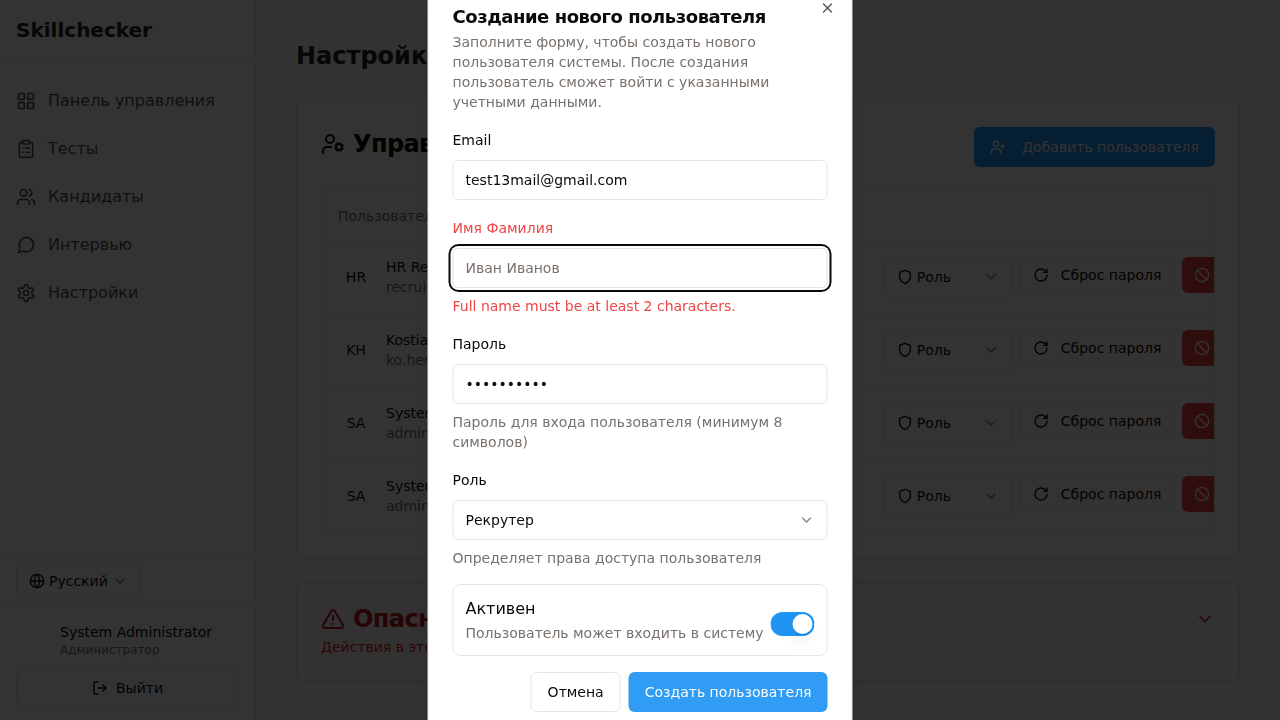 Skillchecker
Панель управления
Тесты
Кандидаты
Интервью
Настройки
Русский
System Administrator
Администратор
Выйти
Настройк
Управ
Добавить пользователя
Пользовате
HR
HR Re
recruit
Роль
Сброс пароля
KH
Kostia
ko.her
Роль
Сброс пароля
SA
System
admin
Роль
Сброс пароля
SA
System
admin
Роль
Сброс пароля
Опасн
Действия в это
Создание нового пользователя
Заполните форму, чтобы создать нового
пользователя системы. После создания
пользователь сможет войти с указанными
учетными данными.
Email
test13mail@gmail.com
Имя Фамилия
Иван Иванов
Full name must be at least 2 characters.
Пароль
••••••••••
Пароль для входа пользователя (минимум 8
символов)
Роль
Рекрутер
Определяет права доступа пользователя
Активен
Пользователь может входить в систему
Отмена
Создать пользователя